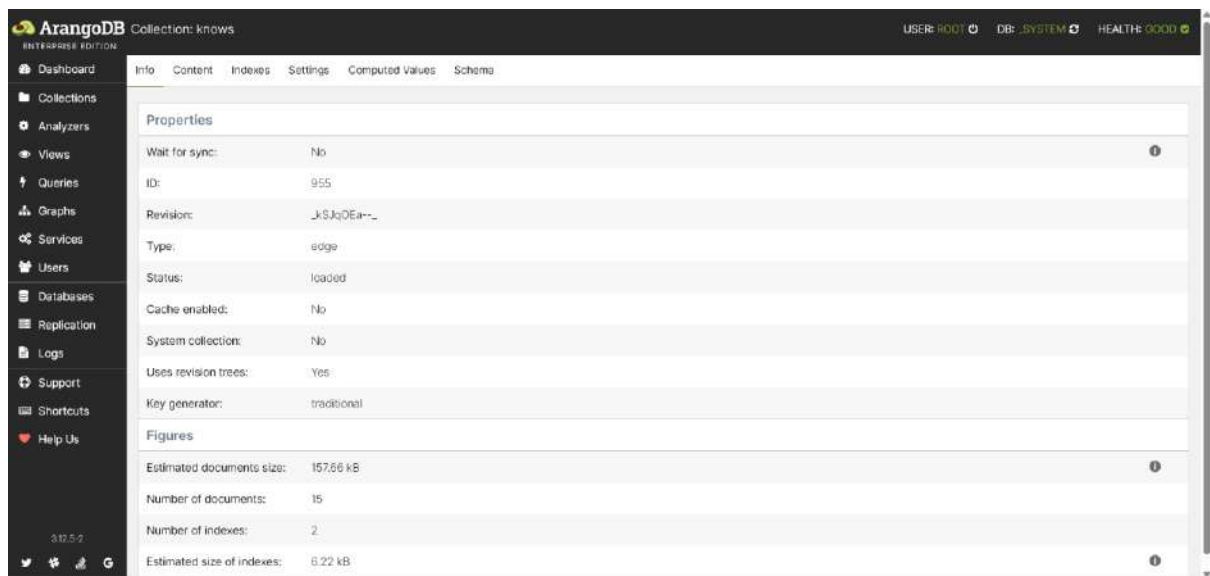 ArangoDB Collection: knows
ENTERPRISE EDITION
USER: ROOT DB: _SYSTEM HEALTH: GOOD
Dashboard
Collections
Analyzers
Views
Queries
Graphs
Services
Users
Databases
Replication
Logs
Support
Shortcuts
Help Us
3.12.5-2
Info Content Indexes Settings Computed Values Schema
Properties
Wait for sync: No
ID: 955
Revision: _kSJqDEa--_
Type: edge
Status: loaded
Cache enabled: No
System collection: No
Uses revision trees: Yes
Key generator: traditional
Figures
Estimated documents size: 157.66 kB
Number of documents: 15
Number of indexes: 2
Estimated size of indexes: 6.22 kB